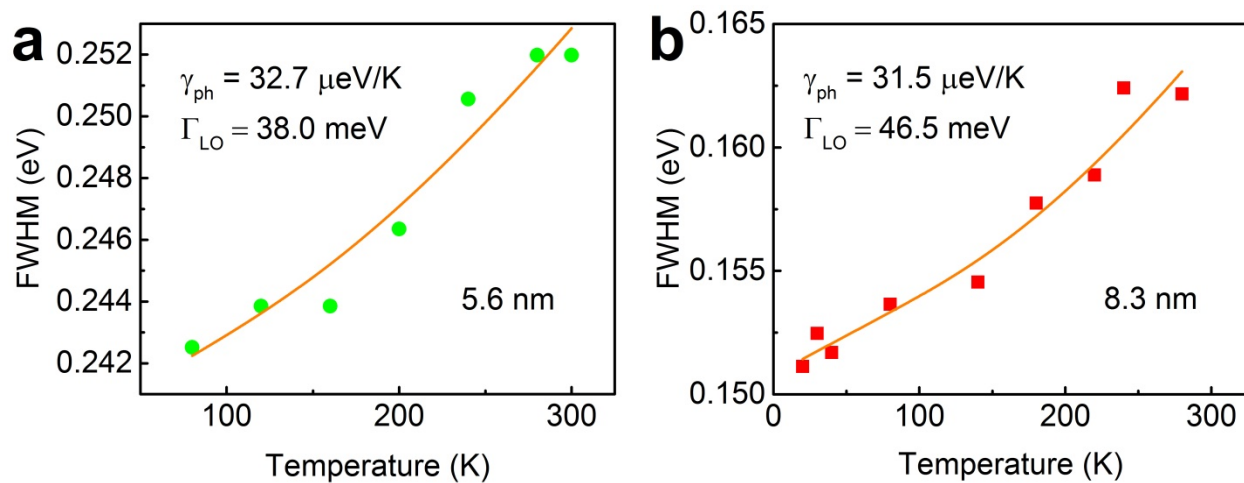 a
0.252
0.250
0.248
0.246
0.244
0.242
FWHM (eV)
γph = 32.7 μeV/K
ΓLO = 38.0 meV
5.6 nm
100 200 300
Temperature (K)
b
0.165
0.160
0.155
0.150
FWHM (eV)
γph = 31.5 μeV/K
ΓLO = 46.5 meV
8.3 nm
0 100 200 300
Temperature (K)